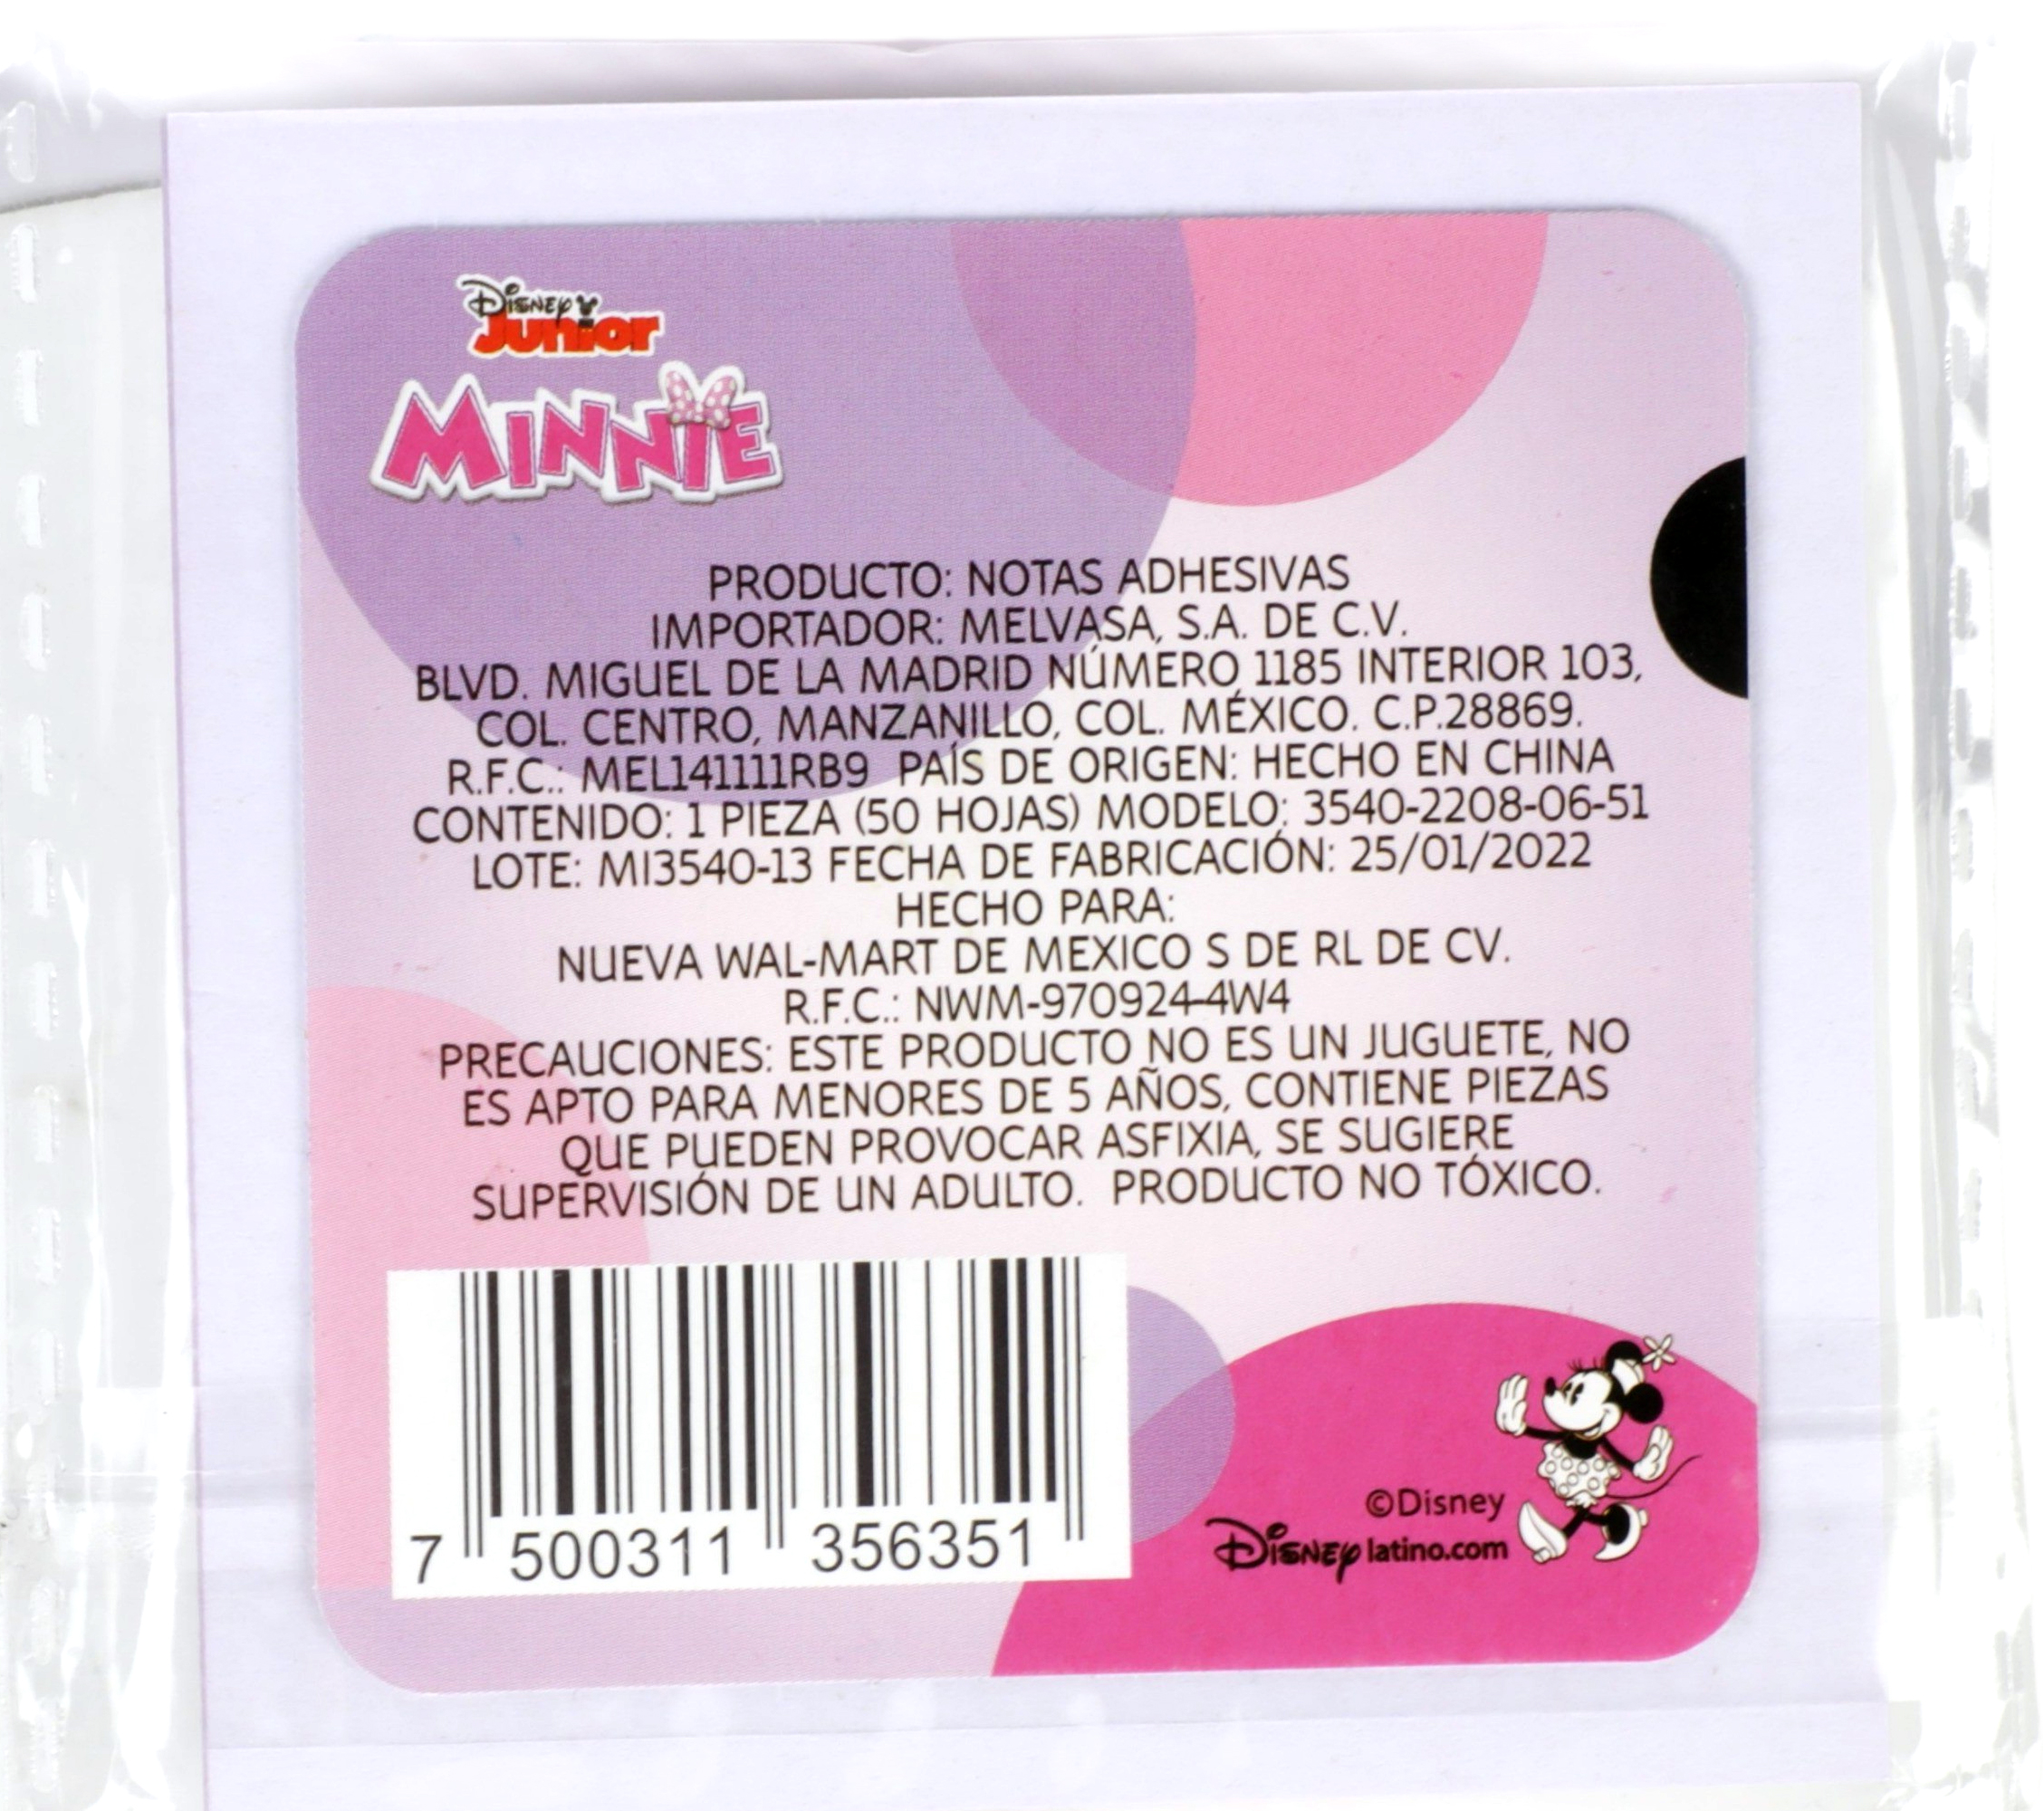 Disney
Junior
MINNIE
PRODUCTO: NOTAS ADHESIVAS
IMPORTADOR: MELVASA, S.A. DE C.V.
BLVD. MIGUEL DE LA MADRID NÚMERO 1185 INTERIOR 103,
COL. CENTRO, MANZANILLO, COL. MÉXICO. C.P.28869.
R.F.C.: MEL141111RB9 PAÍS DE ORIGEN: HECHO EN CHINA
CONTENIDO: 1 PIEZA (50 HOJAS) MODELO: 3540-2208-06-51
LOTE: MI3540-13 FECHA DE FABRICACIÓN: 25/01/2022
HECHO PARA:
NUEVA WAL-MART DE MEXICO S DE RL DE CV.
R.F.C.: NWM-970924-4W4
PRECAUCIONES: ESTE PRODUCTO NO ES UN JUGUETE, NO
ES APTO PARA MENORES DE 5 AÑOS, CONTIENE PIEZAS
QUE PUEDEN PROVOCAR ASFIXIA, SE SUGIERE
SUPERVISIÓN DE UN ADULTO. PRODUCTO NO TÓXICO.
7 500311 356351
©Disney
Disney latino.com